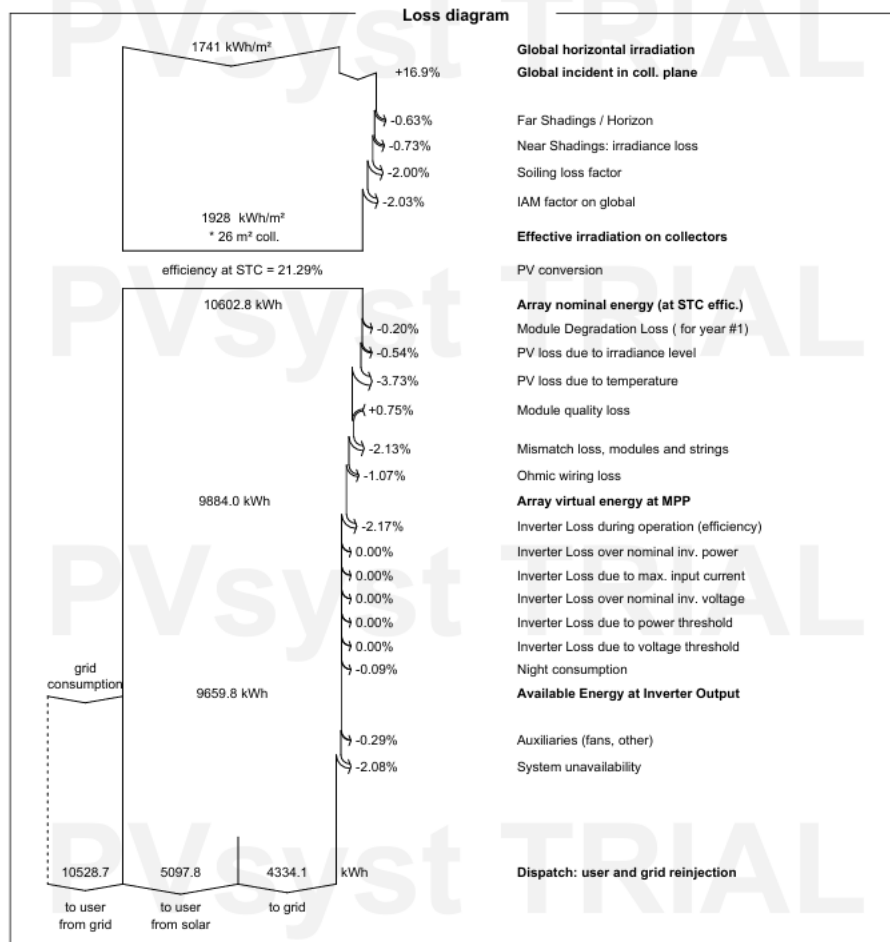 Loss diagram
1741 kWh/m²
Global horizontal irradiation
+16.9%
Global incident in coll. plane
-0.63%
Far Shadings / Horizon
-0.73%
Near Shadings: irradiance loss
-2.00%
Soiling loss factor
-2.03%
IAM factor on global
1928 kWh/m²
* 26 m² coll.
Effective irradiation on collectors
efficiency at STC = 21.29%
PV conversion
10602.8 kWh
Array nominal energy (at STC effic.)
-0.20%
Module Degradation Loss ( for year #1)
-0.54%
PV loss due to irradiance level
-3.73%
PV loss due to temperature
+0.75%
Module quality loss
-2.13%
Mismatch loss, modules and strings
-1.07%
Ohmic wiring loss
9884.0 kWh
Array virtual energy at MPP
-2.17%
Inverter Loss during operation (efficiency)
0.00%
Inverter Loss over nominal inv. power
0.00%
Inverter Loss due to max. input current
0.00%
Inverter Loss over nominal inv. voltage
0.00%
Inverter Loss due to power threshold
0.00%
Inverter Loss due to voltage threshold
-0.09%
Night consumption
grid
consumption
9659.8 kWh
Available Energy at Inverter Output
-0.29%
Auxiliaries (fans, other)
-2.08%
System unavailability
10528.7
5097.8
4334.1
kWh
Dispatch: user and grid reinjection
to user
from grid
to user
from solar
to grid
PVsyst TRIAL
PVsyst TRIAL
PVsyst TRIAL
PVsyst TRIAL